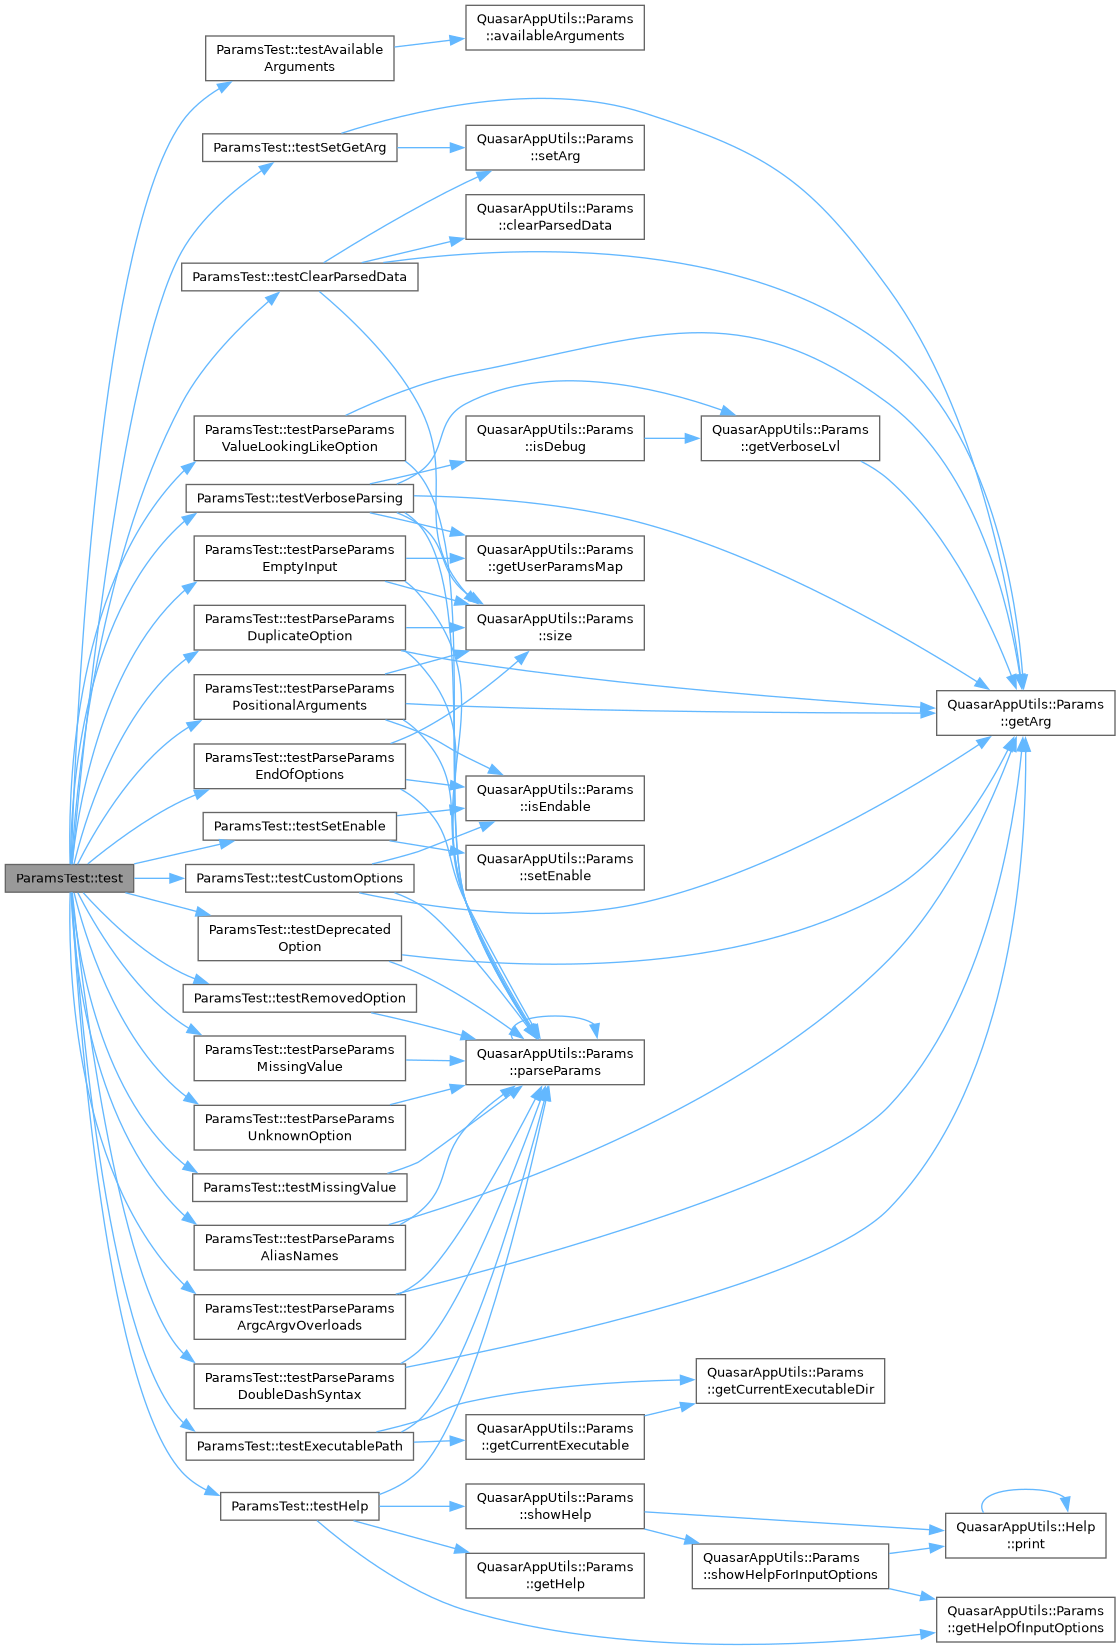 ParamsTest::test
ParamsTest::testAvailable
Arguments
ParamsTest::testSetGetArg
ParamsTest::testClearParsedData
ParamsTest::testParseParams
ValueLookingLikeOption
ParamsTest::testVerboseParsing
ParamsTest::testParseParams
EmptyInput
ParamsTest::testParseParams
DuplicateOption
ParamsTest::testParseParams
PositionalArguments
ParamsTest::testParseParams
EndOfOptions
ParamsTest::testSetEnable
ParamsTest::testCustomOptions
ParamsTest::testDeprecated
Option
ParamsTest::testRemovedOption
ParamsTest::testParseParams
MissingValue
ParamsTest::testParseParams
UnknownOption
ParamsTest::testMissingValue
ParamsTest::testParseParams
AliasNames
ParamsTest::testParseParams
ArgcArgvOverloads
ParamsTest::testParseParams
DoubleDashSyntax
ParamsTest::testExecutablePath
ParamsTest::testHelp
QuasarAppUtils::Params
::availableArguments
QuasarAppUtils::Params
::setArg
QuasarAppUtils::Params
::clearParsedData
QuasarAppUtils::Params
::isDebug
QuasarAppUtils::Params
::getUserParamsMap
QuasarAppUtils::Params
::size
QuasarAppUtils::Params
::isEndable
QuasarAppUtils::Params
::setEnable
QuasarAppUtils::Params
::parseParams
QuasarAppUtils::Params
::getCurrentExecutable
QuasarAppUtils::Params
::showHelp
QuasarAppUtils::Params
::getHelp
QuasarAppUtils::Params
::getVerboseLvl
QuasarAppUtils::Params
::getCurrentExecutableDir
QuasarAppUtils::Params
::showHelpForInputOptions
QuasarAppUtils::Params
::getArg
QuasarAppUtils::Help
::print
QuasarAppUtils::Params
::getHelpOfInputOptions